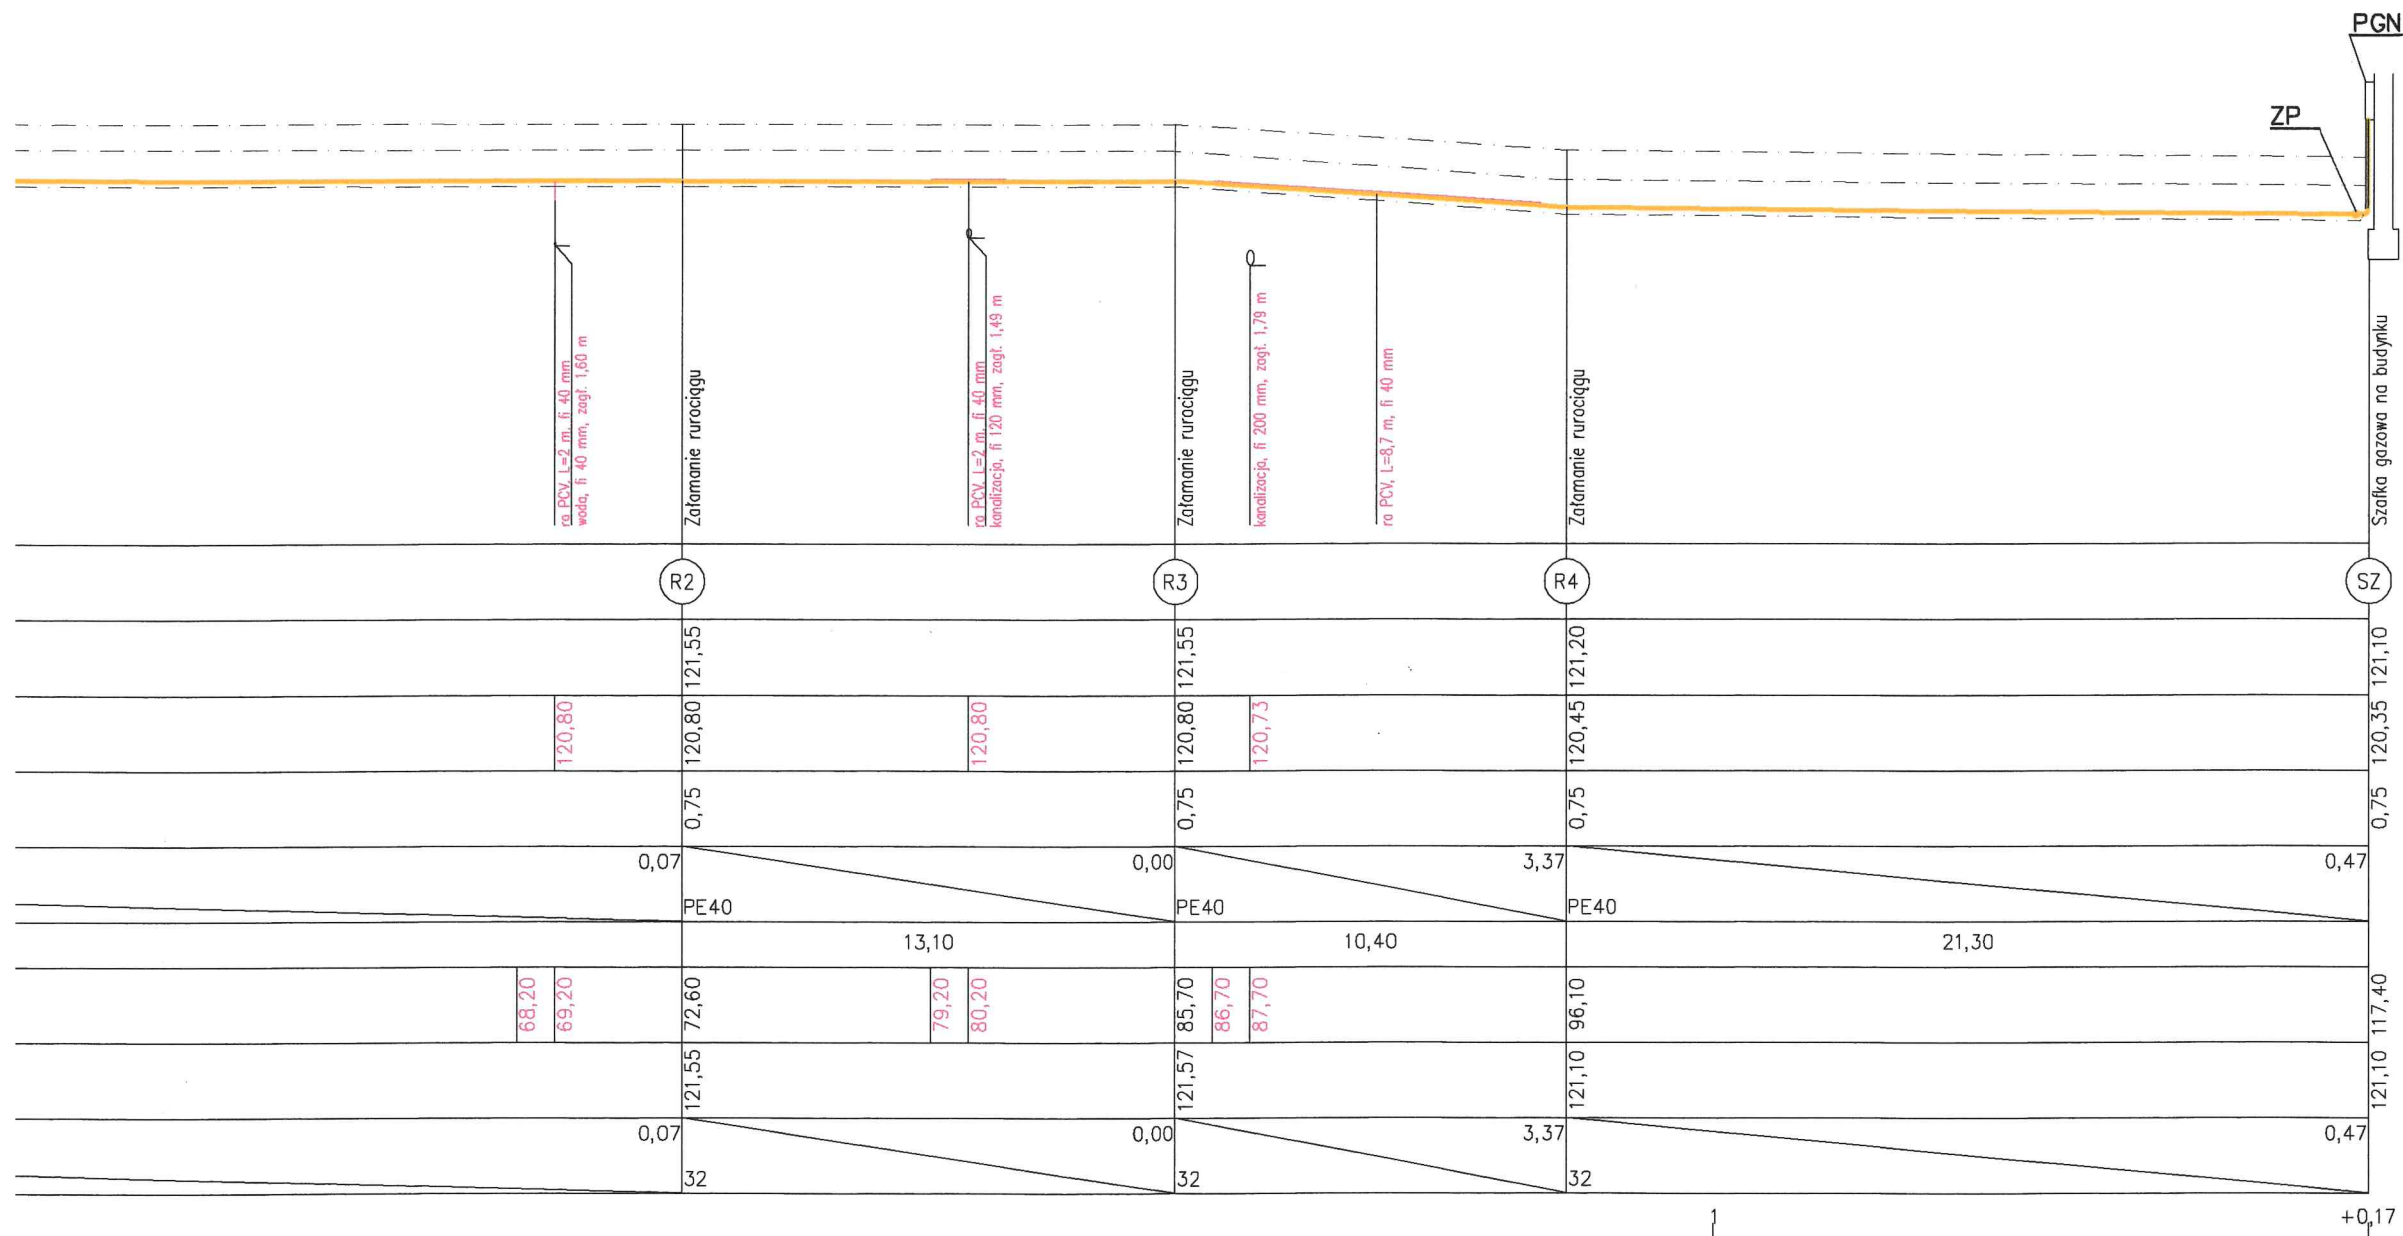 PGN
ZP
ra PCV, L=2 m, fi 40 mm
woda, fi 40 mm, zagł. 1,60 m
Załamanie rurociągu
ra PCV, L=2 m, fi 40 mm
kanalizacja, fi 120 mm, zagł. 1,49 m
Załamanie rurociągu
kanalizacja, fi 200 mm, zagł. 1,79 m
ra PCV, L=8,7 m, fi 40 mm
Załamanie rurociągu
Szafka gazowa na budynku
R2 R3 R4 SZ
121,55 121,55 121,20 121,10
120,80 120,80 120,80 120,80 120,73 120,45 120,35
0,75 0,75 0,75 0,75
0,07 0,00 3,37 0,47
PE40 PE40 PE40
13,10 10,40 21,30
68,20 69,20 72,60 79,20 80,20 85,70 86,70 87,70 96,10 117,40
121,55 121,57 121,10 121,10
0,07 0,00 3,37 0,47
32 32 32
1 +0,17